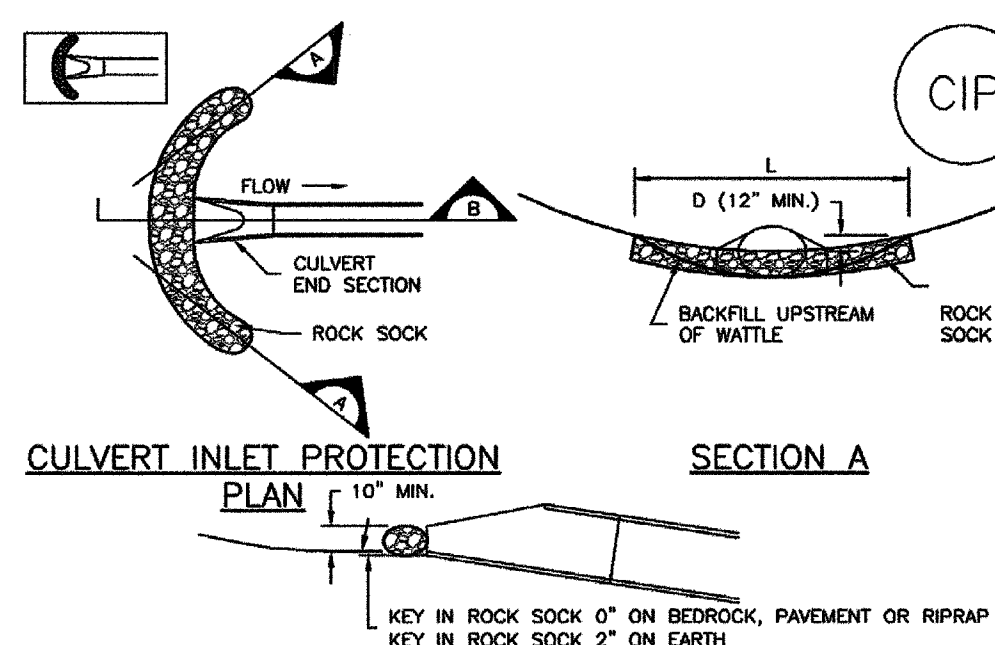 A
CIP
L
FLOW
D (12" MIN.)
B
CULVERT
END SECTION
ROCK SOCK
BACKFILL UPSTREAM
OF WATTLE
ROCK
SOCK
A
CULVERT INLET PROTECTION
PLAN
SECTION A
10" MIN.
KEY IN ROCK SOCK 0" ON BEDROCK, PAVEMENT OR RIPRAP
KEY IN ROCK SOCK 2" ON EARTH